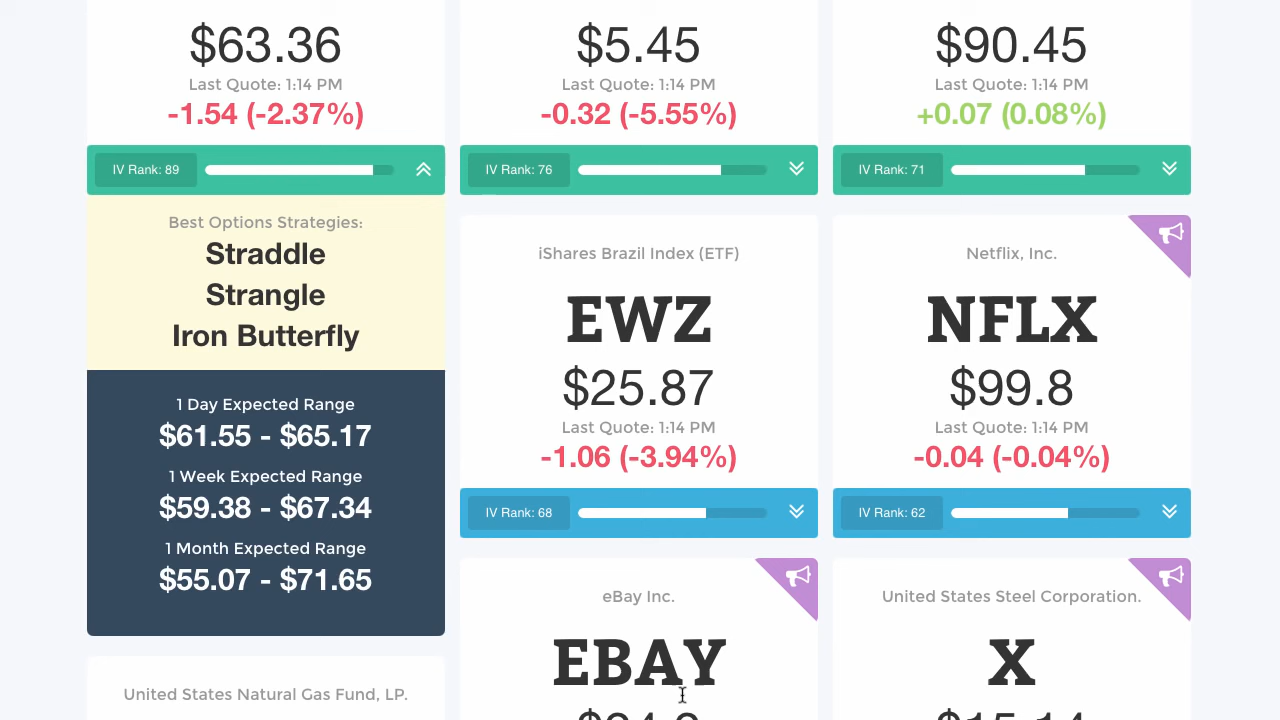 $63.36
Last Quote: 1:14 PM
-1.54 (-2.37%)
IV Rank: 89
Best Options Strategies:
Straddle
Strangle
Iron Butterfly
1 Day Expected Range
$61.55 - $65.17
1 Week Expected Range
$59.38 - $67.34
1 Month Expected Range
$55.07 - $71.65
United States Natural Gas Fund, LP.
$5.45
Last Quote: 1:14 PM
-0.32 (-5.55%)
IV Rank: 76
iShares Brazil Index (ETF)
EWZ
$25.87
Last Quote: 1:14 PM
-1.06 (-3.94%)
IV Rank: 68
eBay Inc.
EBAY
$90.45
Last Quote: 1:14 PM
+0.07 (0.08%)
IV Rank: 71
Netflix, Inc.
NFLX
$99.8
Last Quote: 1:14 PM
-0.04 (-0.04%)
IV Rank: 62
United States Steel Corporation.
X